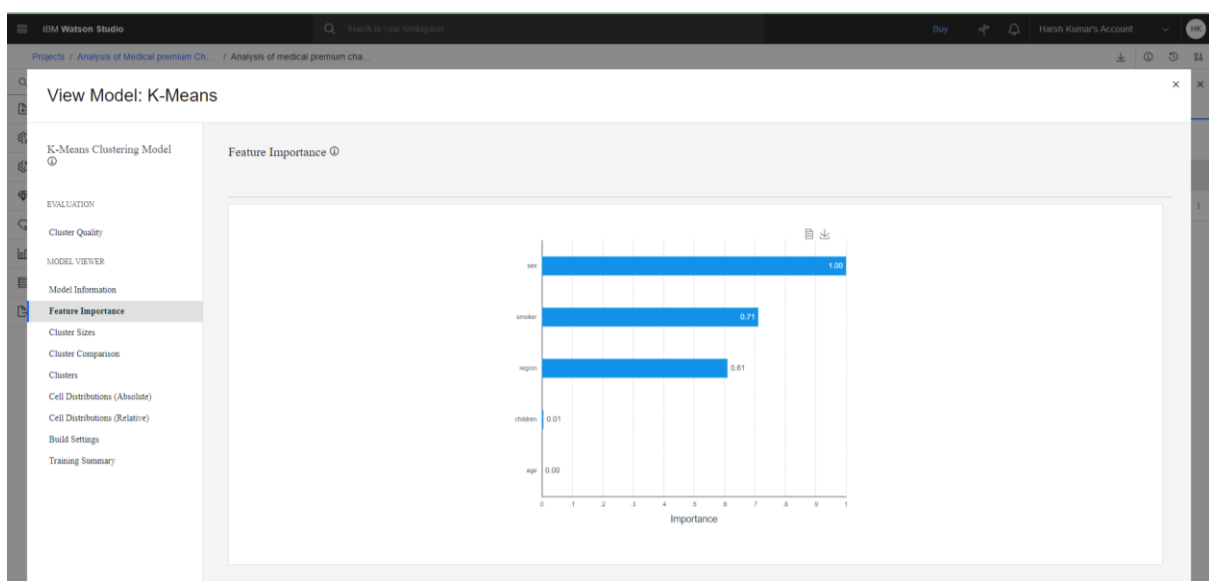 IBM Watson Studio
Search in your workspaces
Buy
Harsh Kumar's Account
HK
Projects / Analysis of Medical premium Ch... / Analysis of medical premium cha...
View Model: K-Means
K-Means Clustering Model
EVALUATION
Cluster Quality
MODEL VIEWER
Model Information
Feature Importance
Cluster Sizes
Cluster Comparison
Clusters
Cell Distributions (Absolute)
Cell Distributions (Relative)
Build Settings
Training Summary
Feature Importance
sex 1.00
smoker 0.71
region 0.61
children 0.01
age 0.00
0 .1 .2 .3 .4 .5 .6 .7 .8 .9 1
Importance